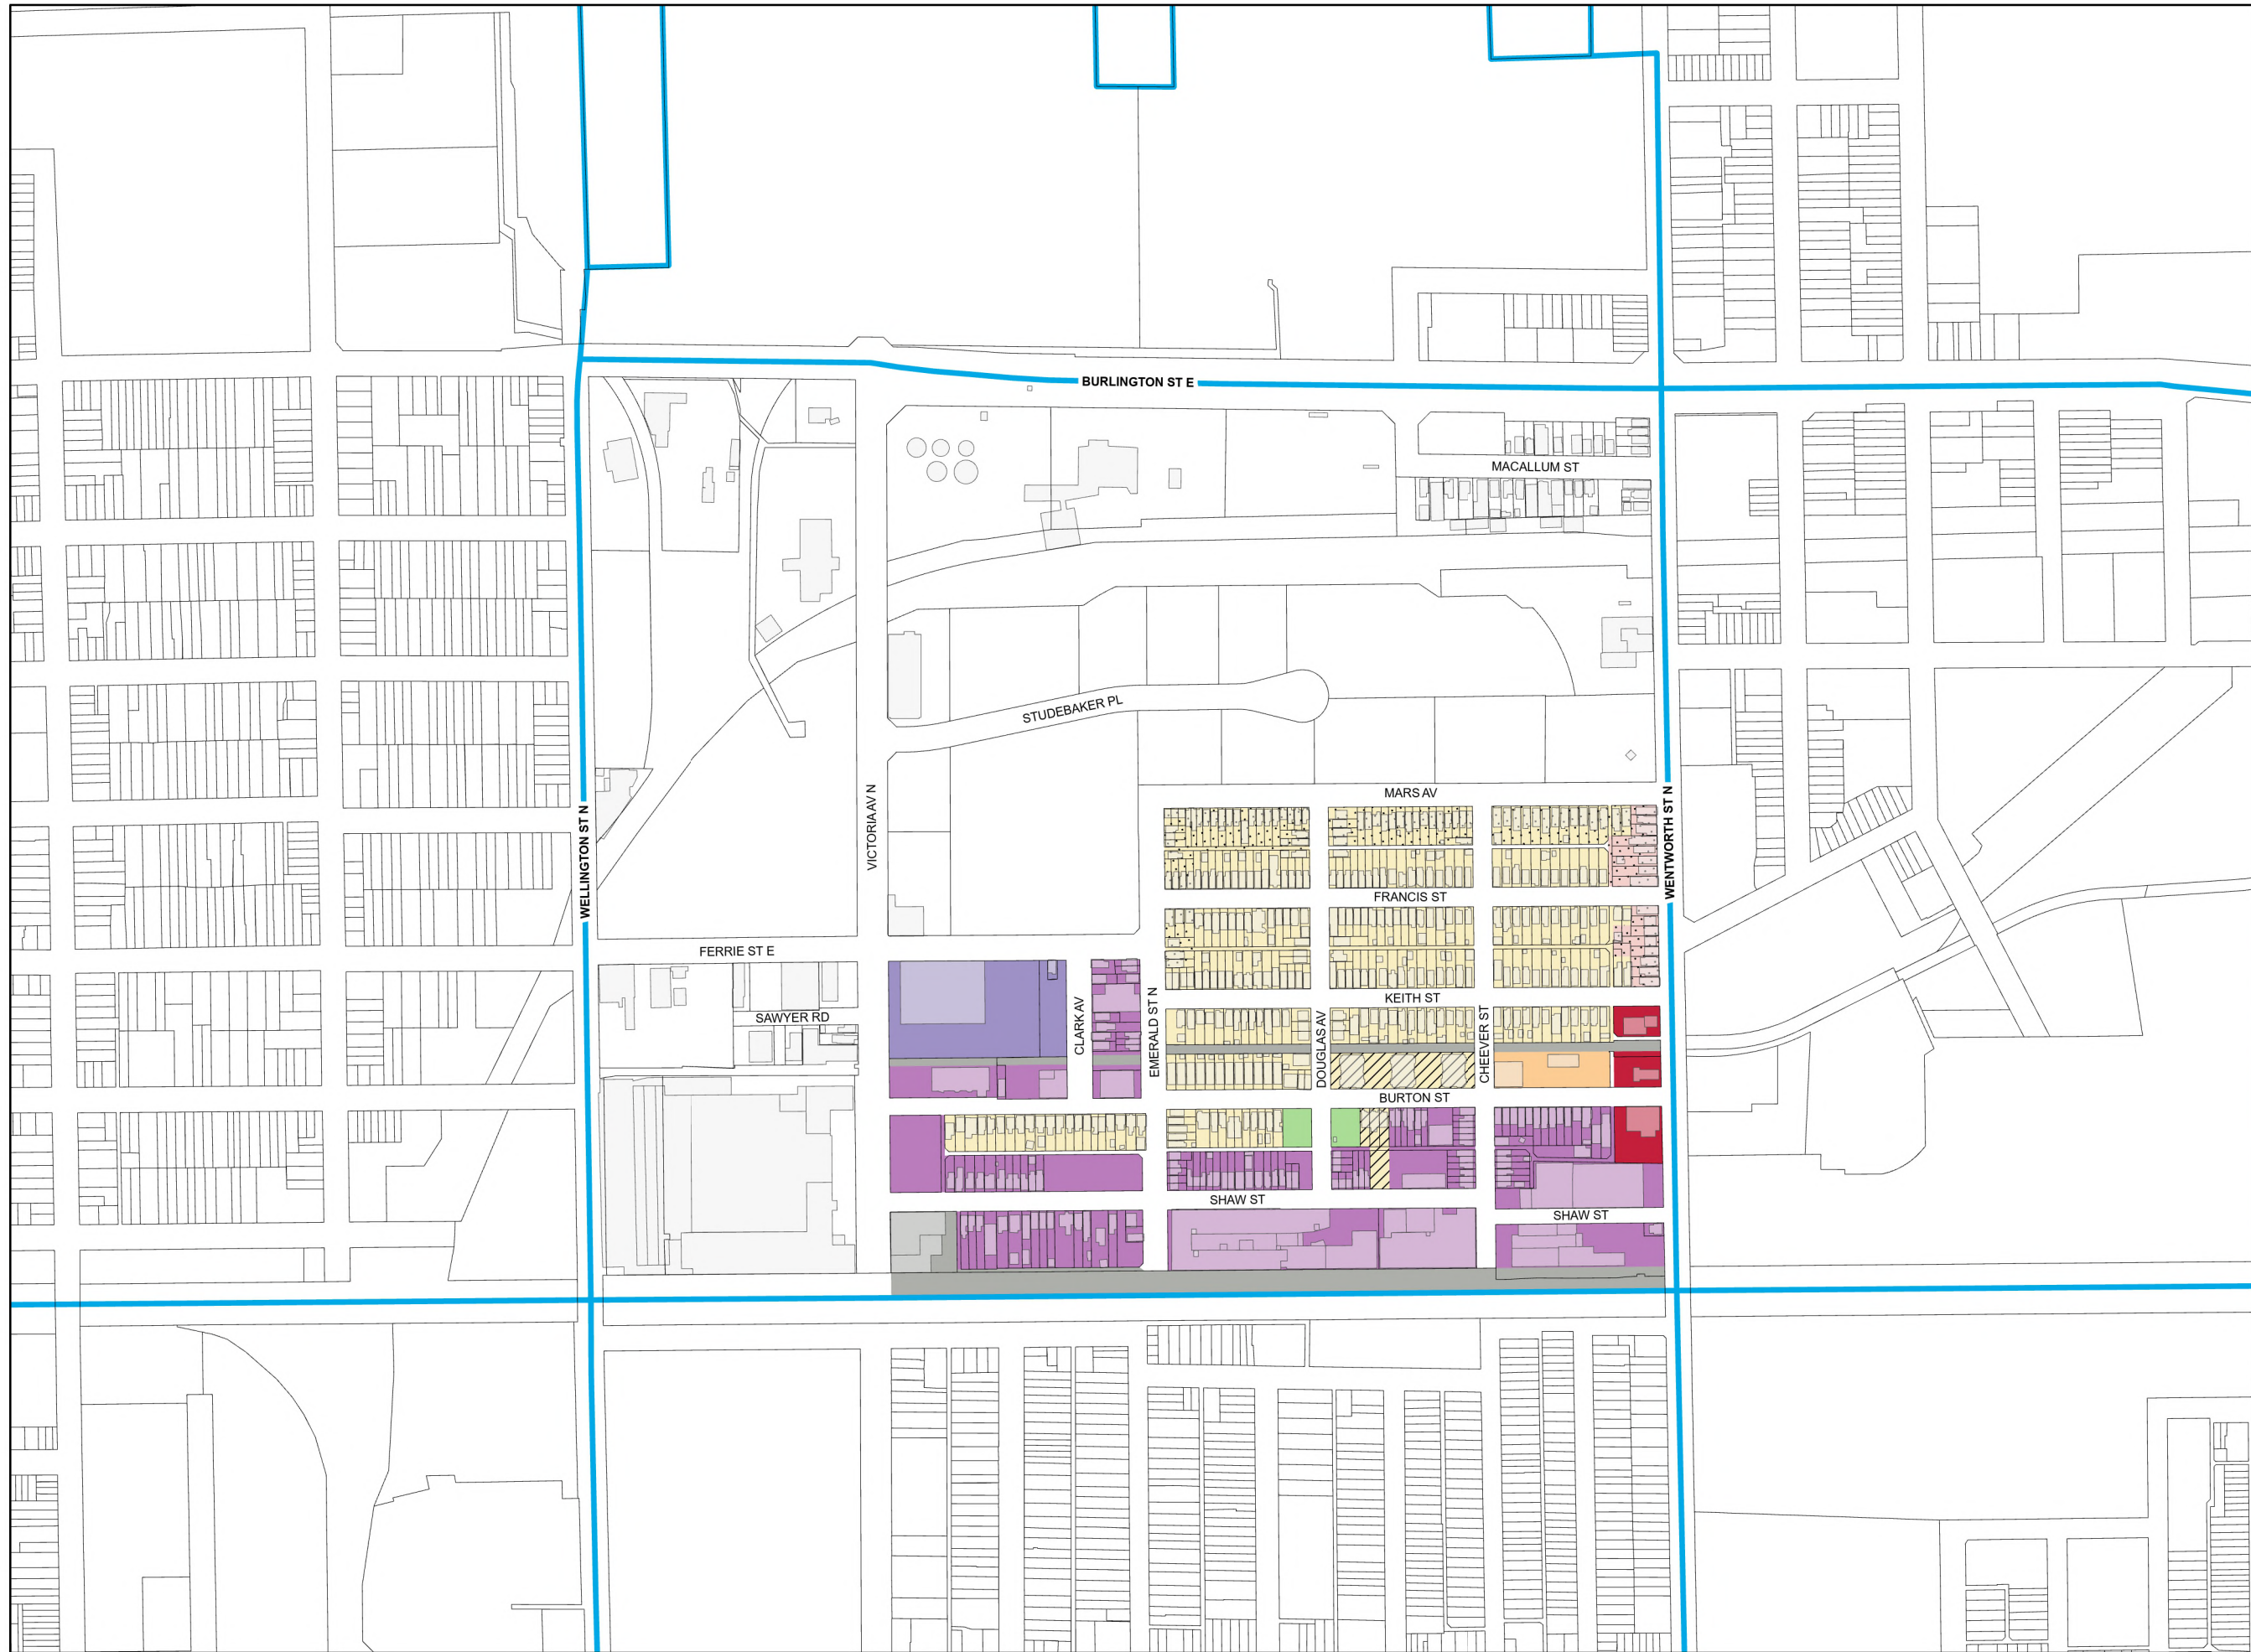 BURLINGTON ST E
MACALLUM ST
STUDEBAKER PL
MARS AV
VICTORIA AV N
WELLINGTON ST N
WENTWORTH ST N
FRANCIS ST
FERRIE ST E
KEITH ST
SAWYER RD
CLARK AV
EMERALD ST N
DOUGLAS AV
CHEEVER ST
BURTON ST
SHAW ST
SHAW ST